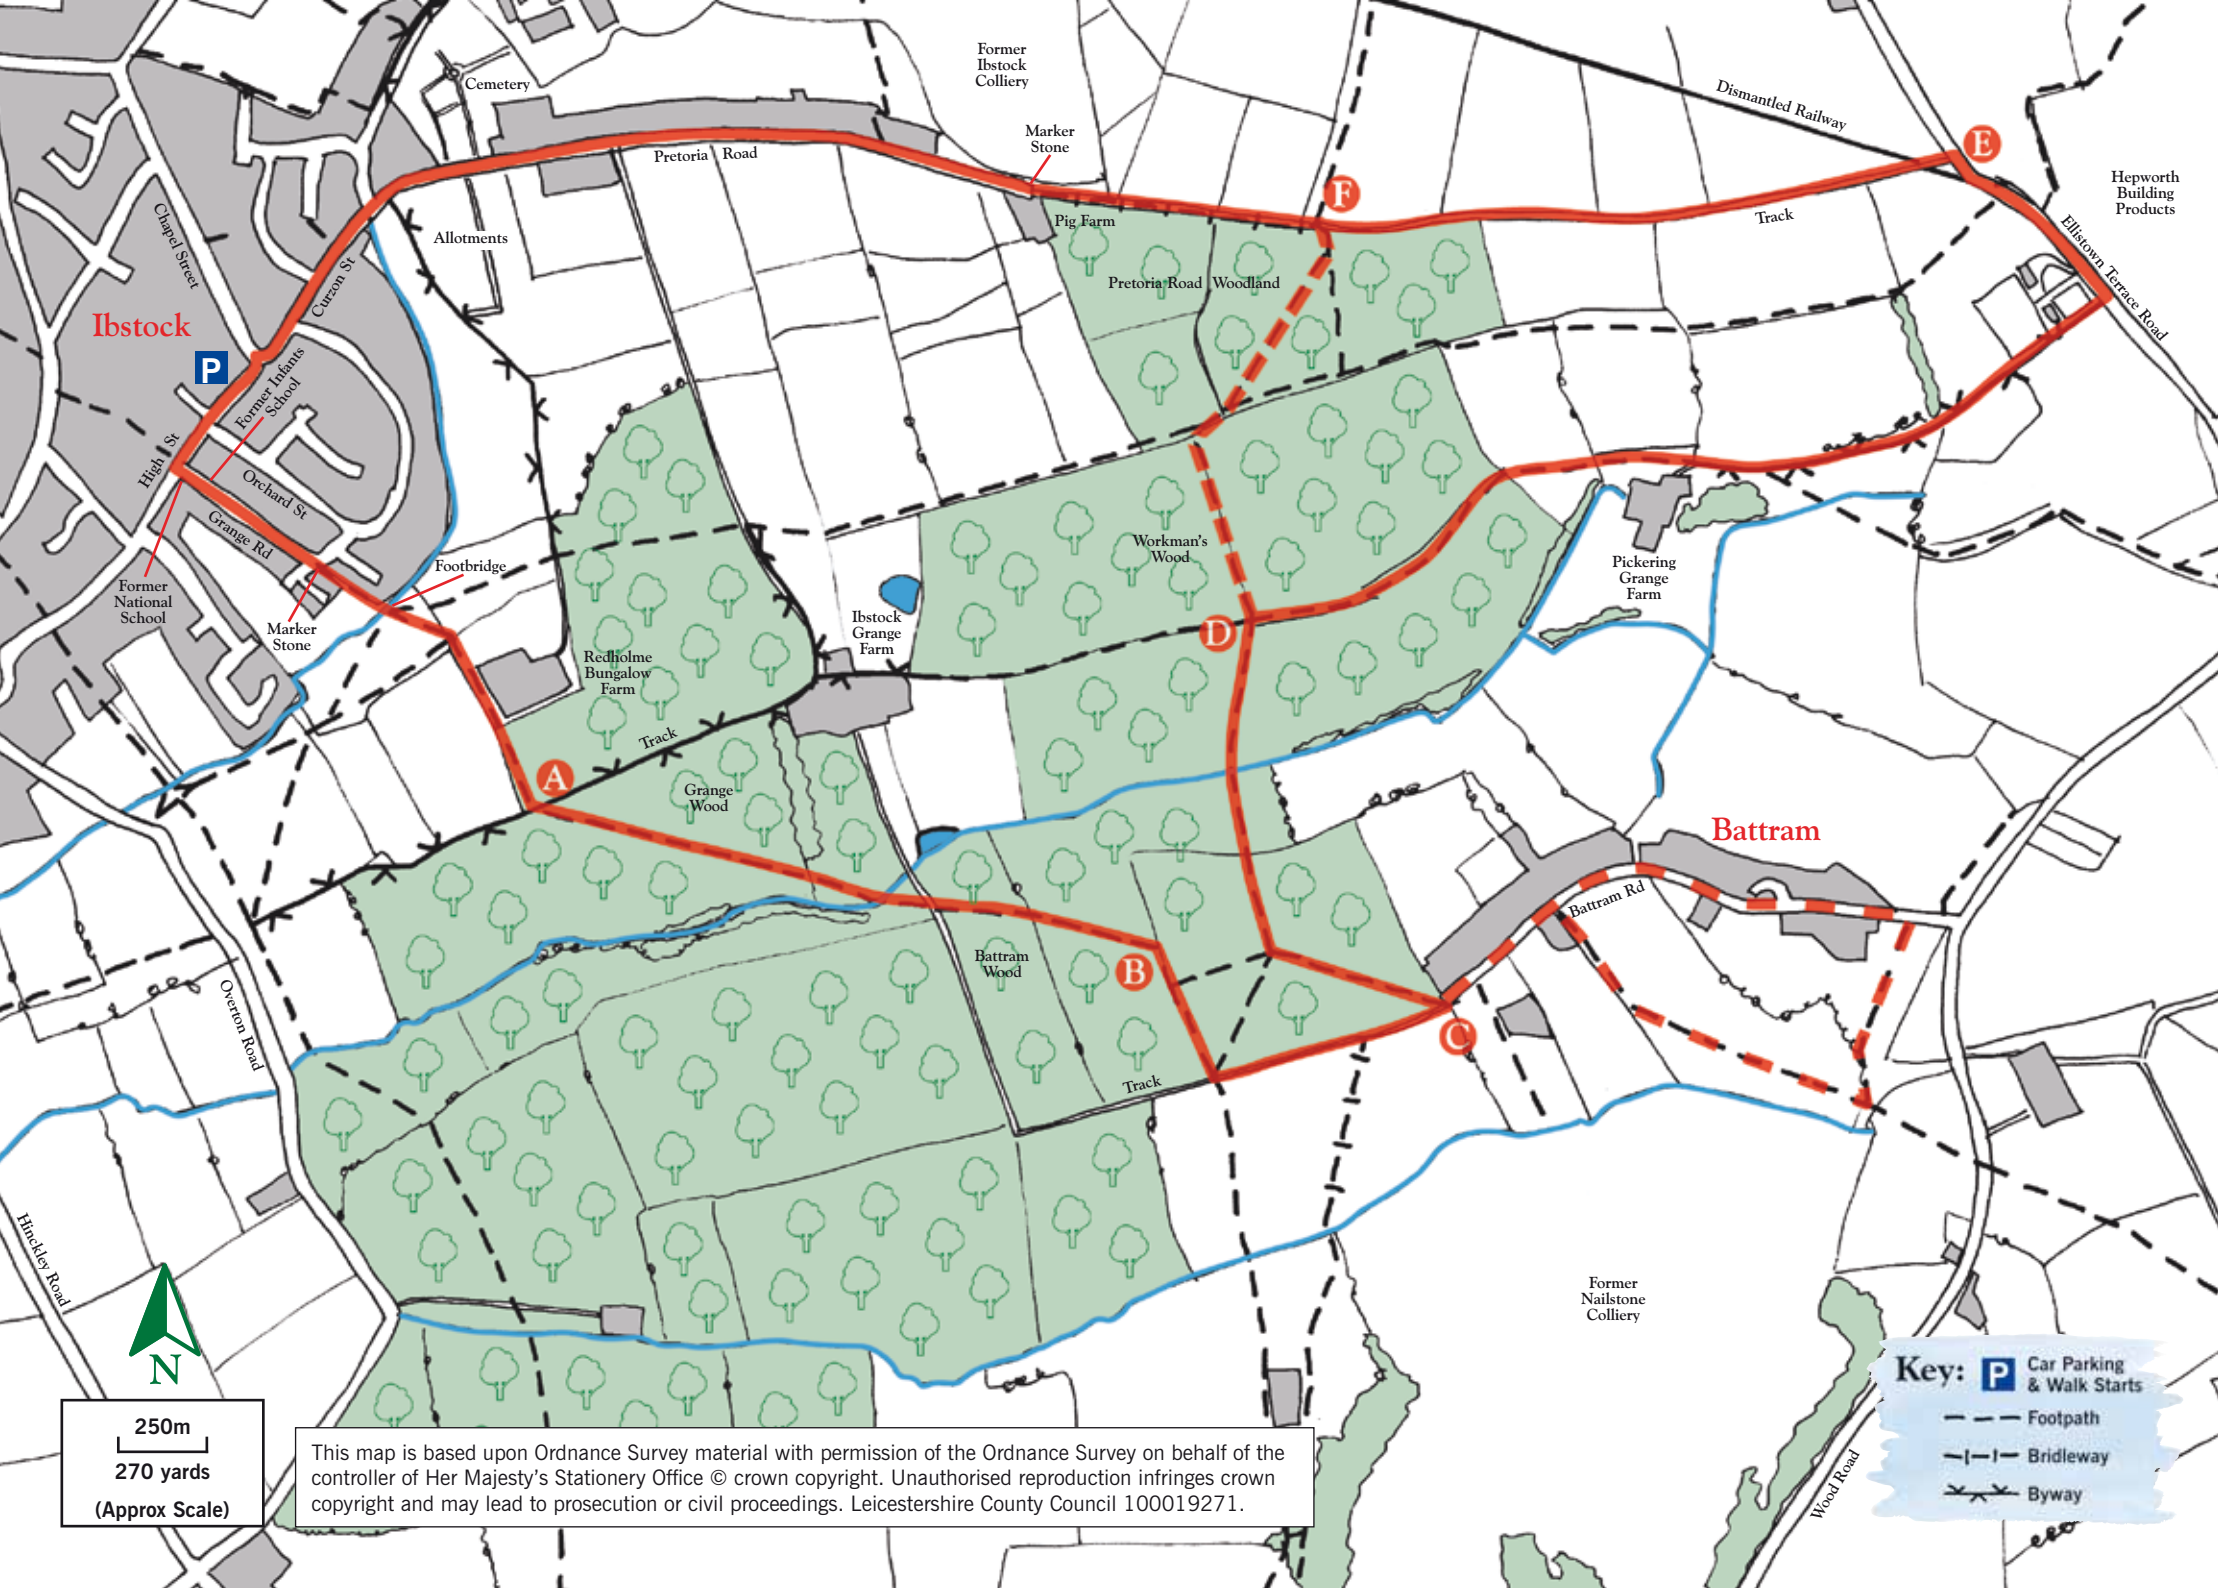 Former
Ibstock
Colliery
Cemetery
Dismantled Railway
Marker
Stone
Pretoria Road
E
F
Hepworth
Building
Products
Track
Pig Farm
Chapel Street
Allotments
Ellistown Terrace Road
Curzon St
Pretoria Road Woodland
Ibstock
P
Former Infants
School
High St
Orchard St
Grange Rd
Workman's
Wood
Footbridge
Pickering
Grange
Farm
Former
National
School
Marker
Stone
Ibstock
Grange
Farm
D
Redholme
Bungalow
Farm
Track
A
Grange
Wood
Battram
Battram Rd
Battram
Wood
B
Overton Road
C
Track
Hinckley Road
Former
Nailstone
Colliery
N
Key:
P
Car Parking
& Walk Starts
Footpath
Bridleway
Byway
Wood Road
250m
270 yards
(Approx Scale)
This map is based upon Ordnance Survey material with permission of the Ordnance Survey on behalf of the
controller of Her Majesty's Stationery Office © crown copyright. Unauthorised reproduction infringes crown
copyright and may lead to prosecution or civil proceedings. Leicestershire County Council 100019271.